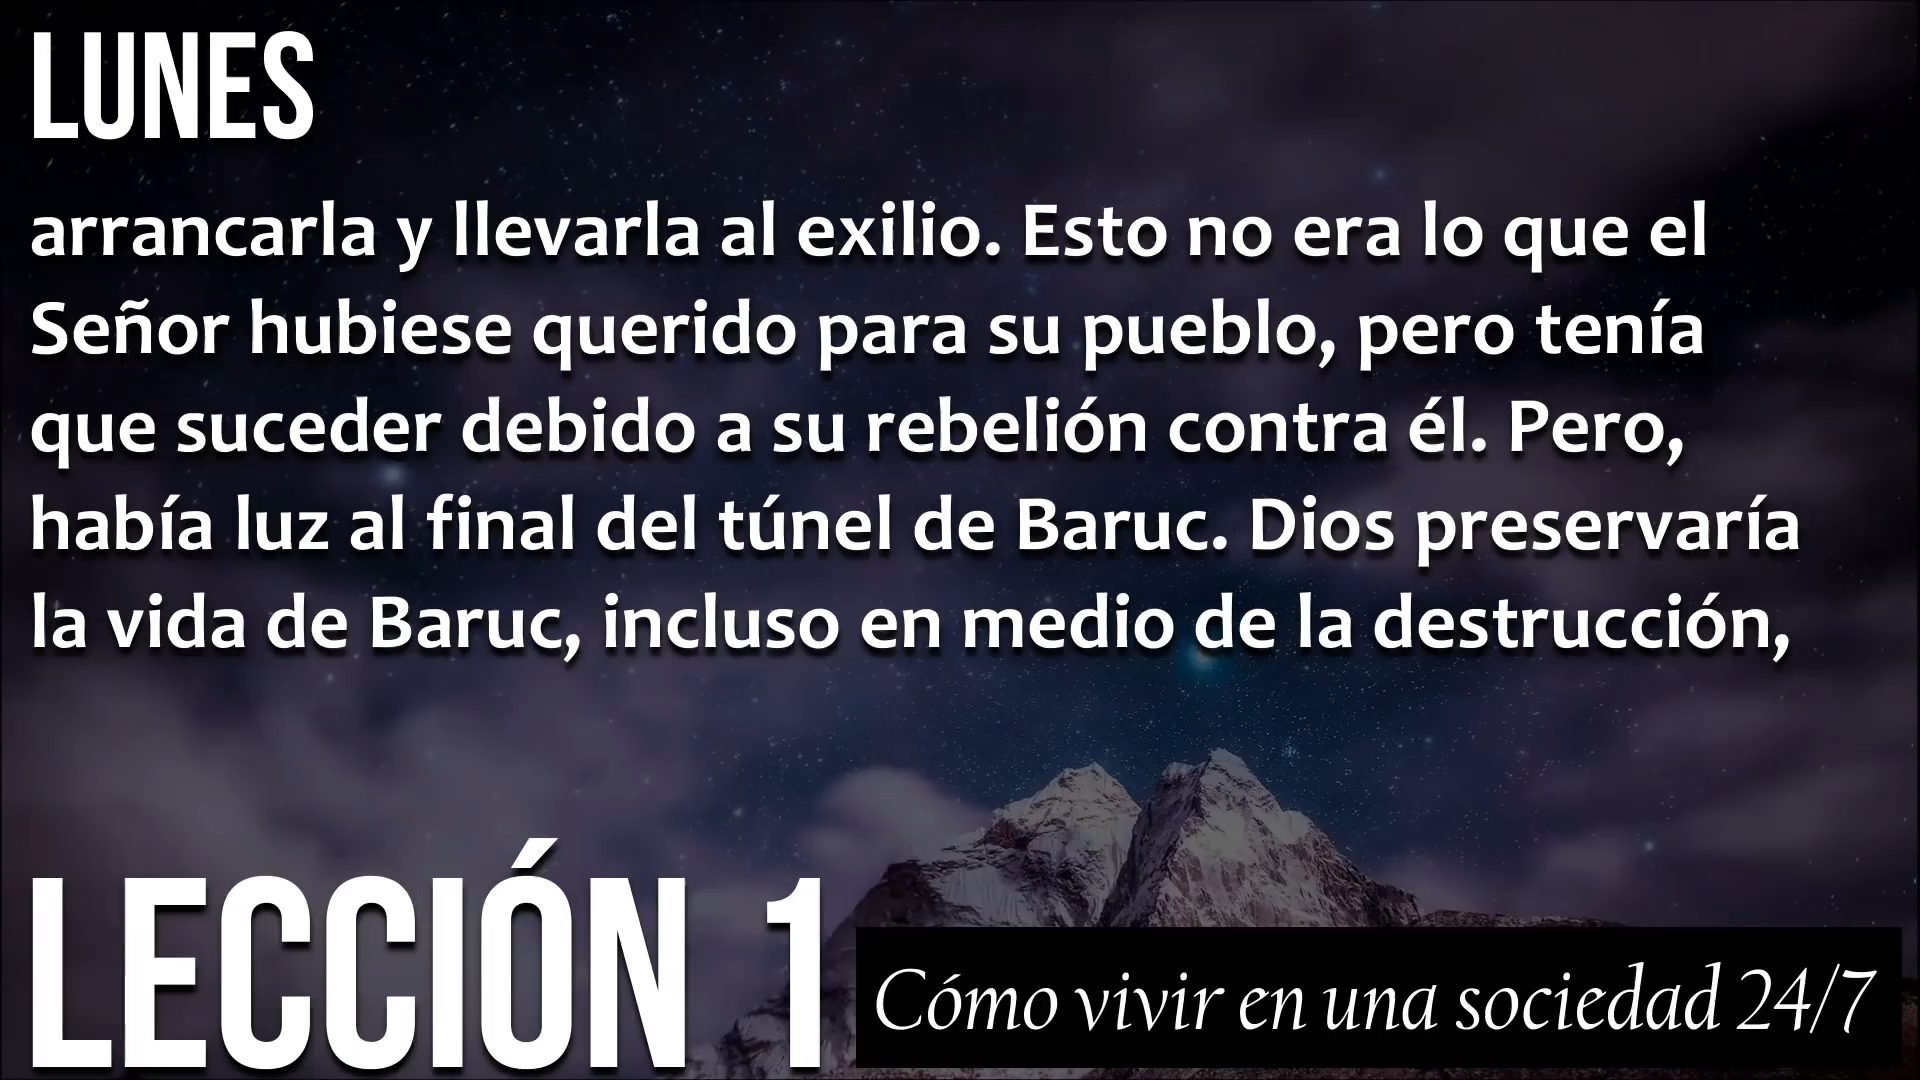 LUNES
arrancarla y llevarla al exilio. Esto no era lo que el
Señor hubiese querido para su pueblo, pero tenía
que suceder debido a su rebelión contra él. Pero,
había luz al final del túnel de Baruc. Dios preservaría
la vida de Baruc, incluso en medio de la destrucción,
LECCIÓN 1
Cómo vivir en una sociedad 24/7